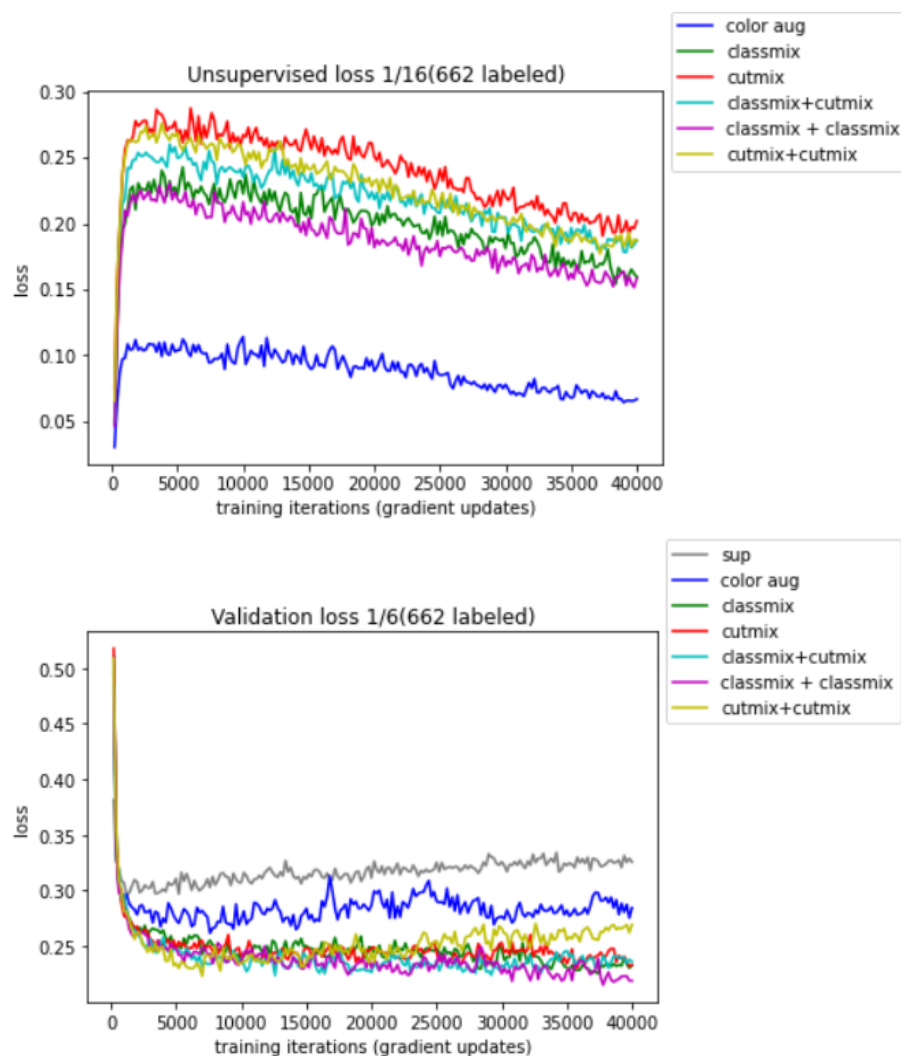 color aug
classmix
cutmix
classmix+cutmix
classmix + classmix
cutmix+cutmix
Unsupervised loss 1/16(662 labeled)
0.30
0.25
0.20
0.15
0.10
0.05
loss
0 5000 10000 15000 20000 25000 30000 35000 40000
training iterations (gradient updates)
sup
color aug
classmix
cutmix
classmix+cutmix
classmix + classmix
cutmix+cutmix
Validation loss 1/6(662 labeled)
0.50
0.45
0.40
0.35
0.30
0.25
loss
0 5000 10000 15000 20000 25000 30000 35000 40000
training iterations (gradient updates)